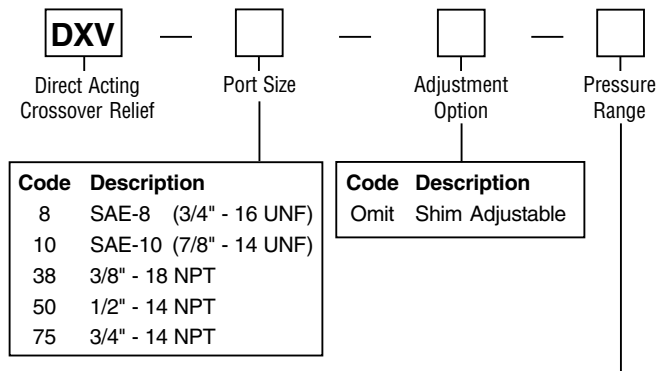 DXV — — —
Direct Acting Crossover Relief
Port Size
Adjustment Option
Pressure Range
Code Description
8 SAE-8 (3/4" - 16 UNF)
10 SAE-10 (7/8" - 14 UNF)
38 3/8" - 18 NPT
50 1/2" - 14 NPT
75 3/4" - 14 NPT
Code Description
Omit Shim Adjustable